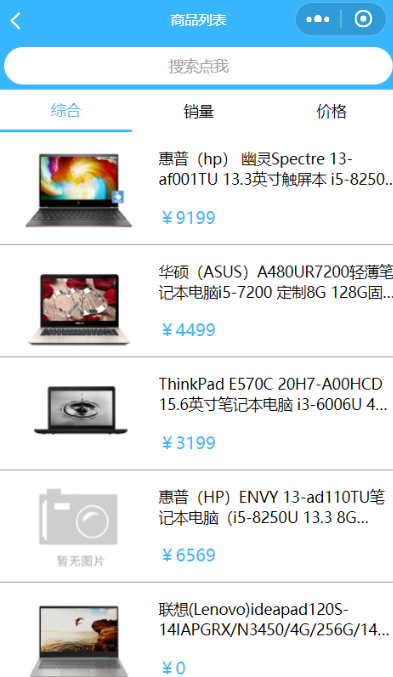 商品列表
搜索点我
综合
销量
价格
惠普（hp） 幽灵Spectre 13-
af001TU 13.3英寸触屏本 i5-8250...
￥9199
华硕（ASUS）A480UR7200轻薄笔
记本电脑i5-7200 定制8G 128G固...
￥4499
ThinkPad E570C 20H7-A00HCD
15.6英寸笔记本电脑 i3-6006U 4...
￥3199
暂无图片
惠普（HP）ENVY 13-ad110TU笔
记本电脑（i5-8250U 13.3 8G...
￥6569
联想(Lenovo)ideapad120S-
14IAPGRX/N3450/4G/256G/14...
￥0